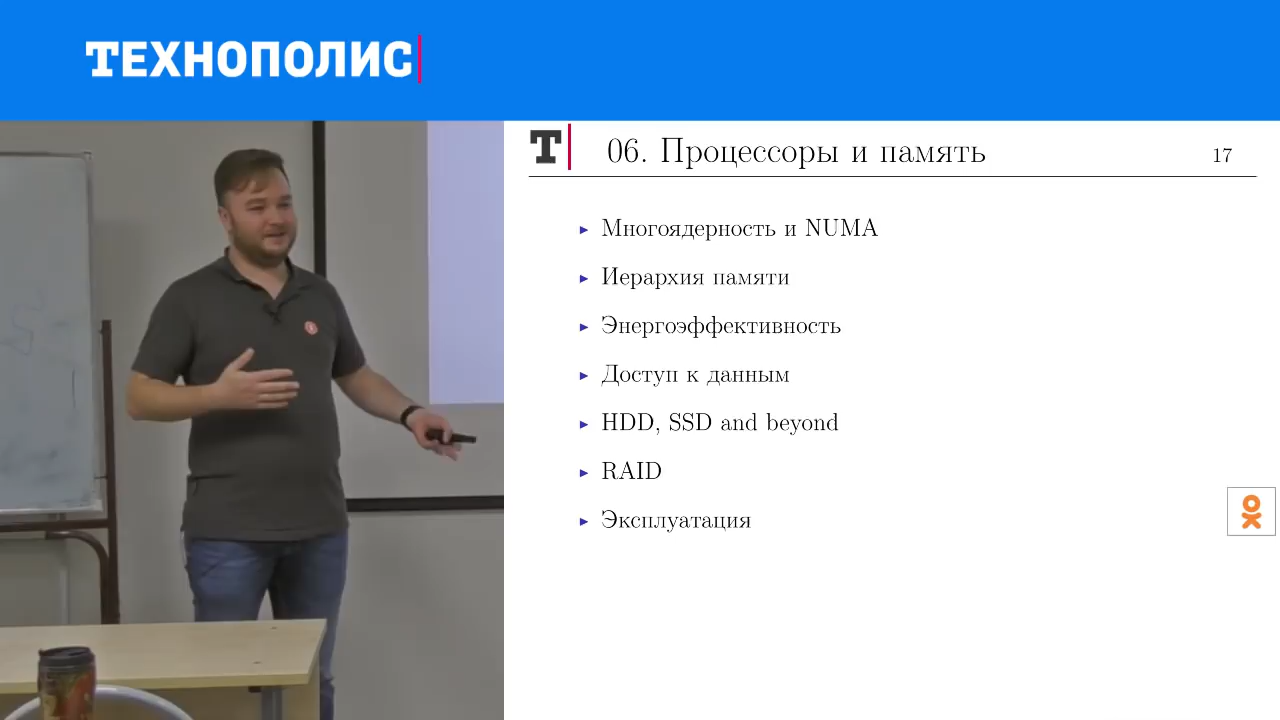 ТЕХНОПОЛИС
Т 06. Процессоры и память 17
Многоядерность и NUMA
Иерархия памяти
Энергоэффективность
Доступ к данным
HDD, SSD and beyond
RAID
Эксплуатация